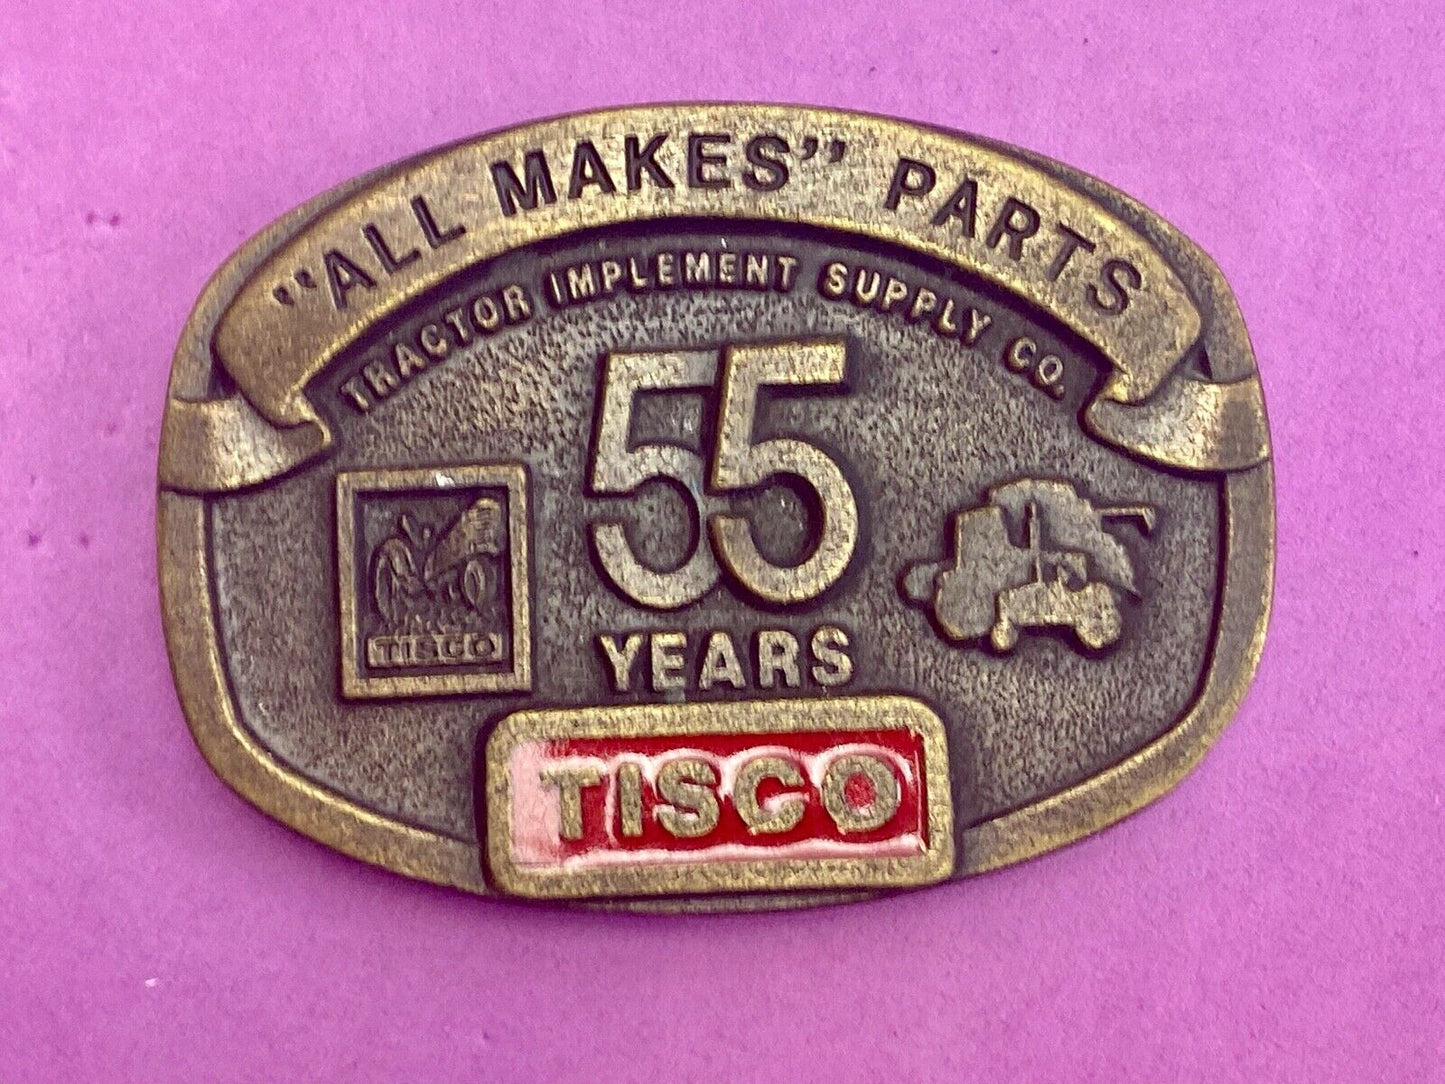 "ALL MAKES" PARTS
TRACTOR IMPLEMENT SUPPLY CO.
55
YEARS
TISCO
TISCO